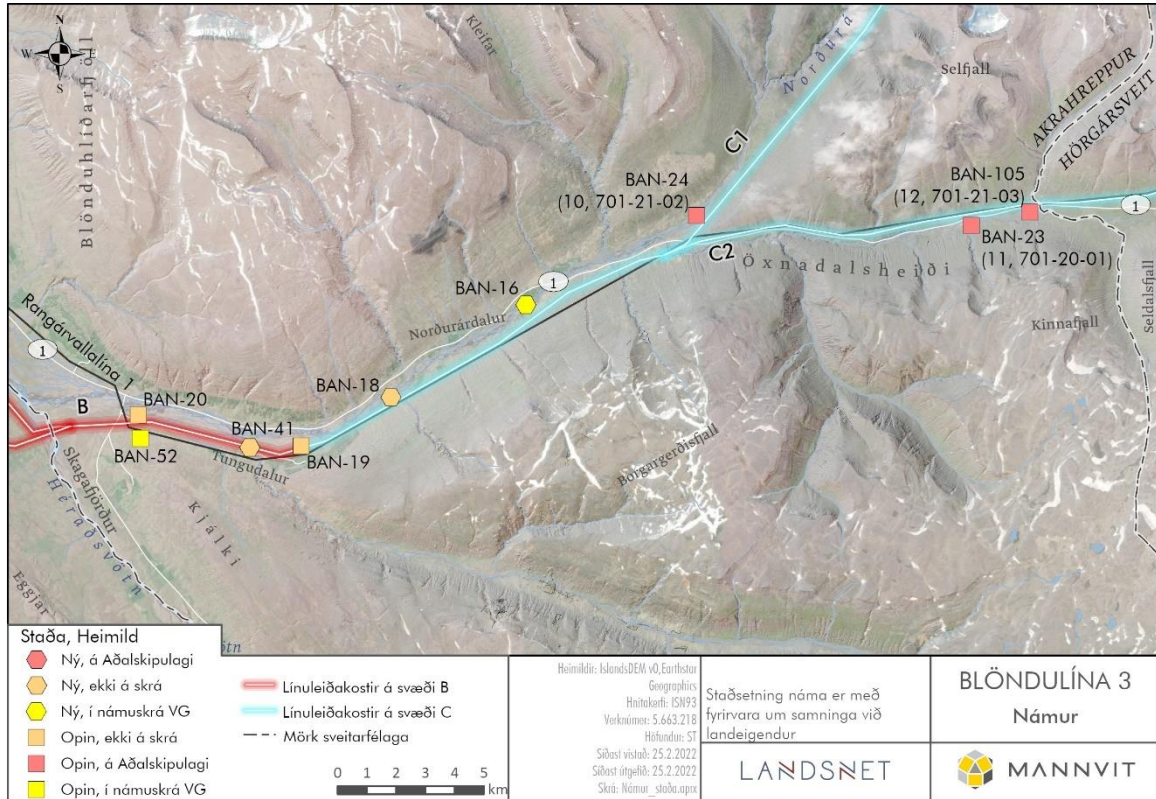 N
W E
S
Blönduhlíðarfjöll
Kleifar
Norðurá
Selfjall
AKRAHREPPUR
HÖRGÁRSVEIT
C1
BAN-24
(10, 701-21-02)
BAN-105
(12, 701-21-03)
1
BAN-23
(11, 701-20-01)
C2
Öxnadalsheiði
BAN-16
1
Norðurárdalur
Kinnafjall
Seldalsfjall
Rangárvallalína 1
1
BAN-18
B
BAN-20
BAN-41
BAN-52
BAN-19
Tungudalur
Borgargerðisfjall
Skagafjörður
Héraðsvötn
Kjálki
Eggjar
Staða, Heimild
Ný, á Aðalskipulagi
Ný, ekki á skrá
Ný, í námuskrá VG
Opin, ekki á skrá
Opin, á Aðalskipulagi
Opin, í námuskrá VG
Línuleiðakostir á svæði B
Línuleiðakostir á svæði C
Mörk sveitarfélaga
0 1 2 3 4 5
km
Heimildir: IslandsDEM v0,Earthstar
Geographics
Hnitakerfi: ISN93
Verknúmer: 5.663.218
Höfundur: ST
Síðast vistað: 25.2.2022
Síðast útgefið: 25.2.2022
Skrá: Námur_staða.aprx
Staðsetning náma er með
fyrirvara um samninga við
landeigendur
LANDSNET
BLÖNDULÍNA 3
Námur
MANNVIT